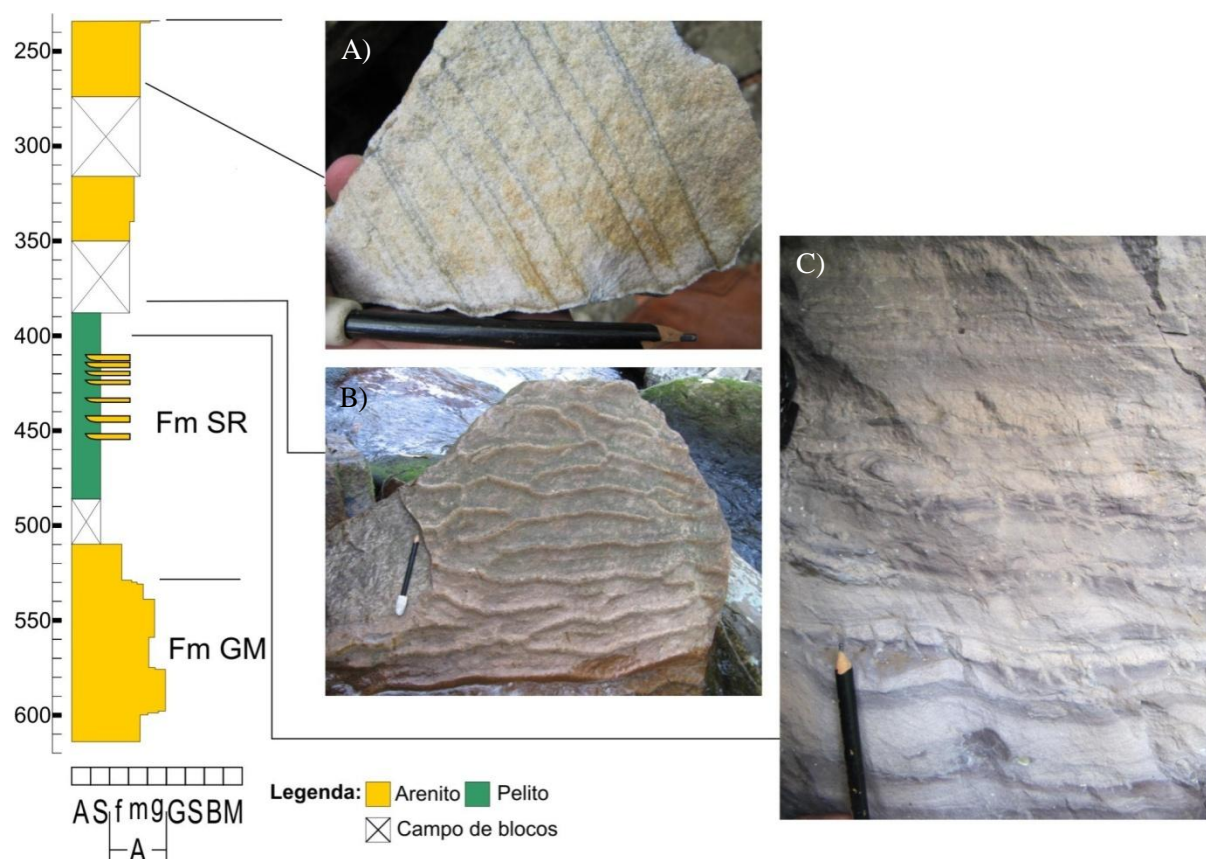 250
300
350
400
450
500
550
600
Fm SR
Fm GM
A)
B)
C)
A S f m g G S B M
A
Legenda: Arenito Pelito
Campo de blocos